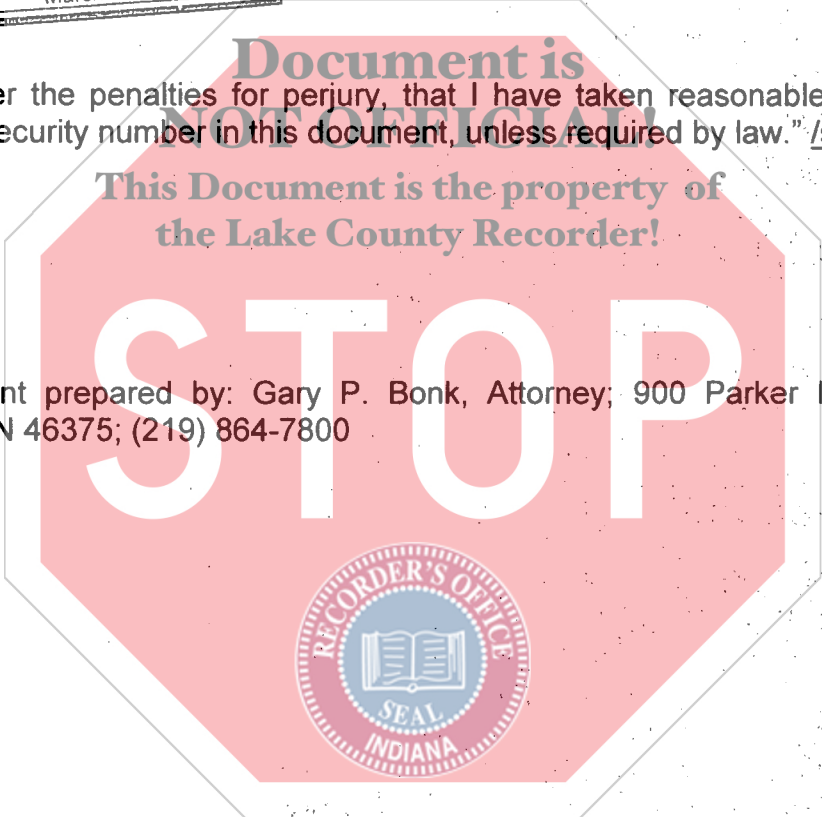 Document is
er the penalties for perjury, that I have taken reasonable
NOT OFFICIAL!
ecurity number in this document, unless required by law."
This Document is the property of
the Lake County Recorder!
STOP
nt prepared by: Gary P. Bonk, Attorney; 900 Parker
N 46375; (219) 864-7800
RECORDER'S OFFICE
SEAL
INDIANA